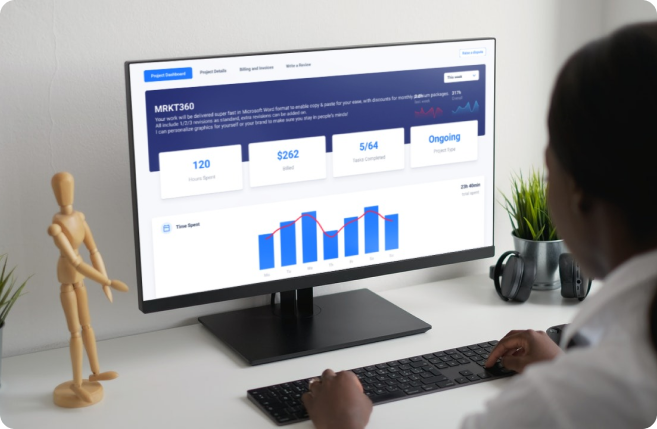 Project Dashboard
Project Details
Billing and Invoices
Write a Review
This week
MRKT360
Your work will be delivered super fast in Microsoft Word format to enable copy & paste for your ease, with discounts for monthly
packages.
All include 1/2/3 revisions as standard, extra revisions can be added on.
I can personalise graphics for yourself or your brand to make sure you stay in people's minds!
217k
120
Hours Spent
$262
Billed
5/64
Tasks Completed
Ongoing
Project Type
Time Spent
23h 40min